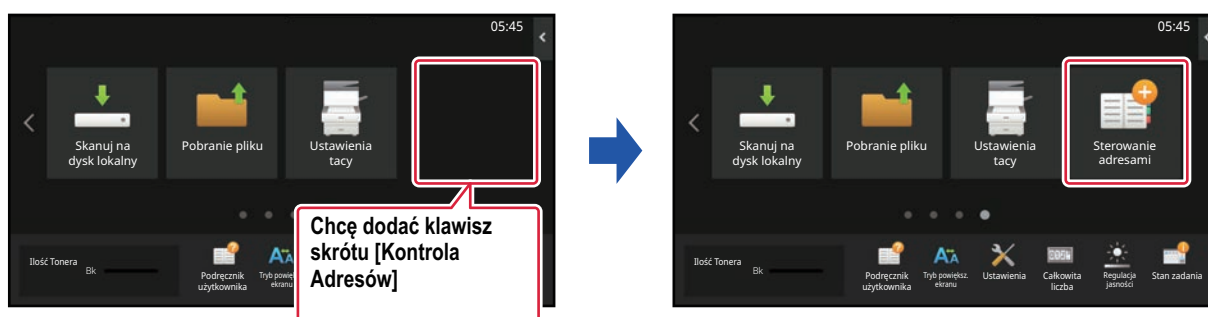 05:45
Skanuj na
dysk lokalny
Pobranie pliku
Ustawienia
tacy
Chcę dodać klawisz
skrótu [Kontrola
Adresów]
Ilość Tonera
Bk
Podręcznik
użytkownika
Tryb powięk
ekranu
05:45
Skanuj na
dysk lokalny
Pobranie pliku
Ustawienia
tacy
Sterowanie
adresami
Ilość Tonera
Bk
Podręcznik
użytkownika
Tryb powiększ.
ekranu
Ustawienia
Całkowita
liczba
Regulacja
jasności
Stan zadania